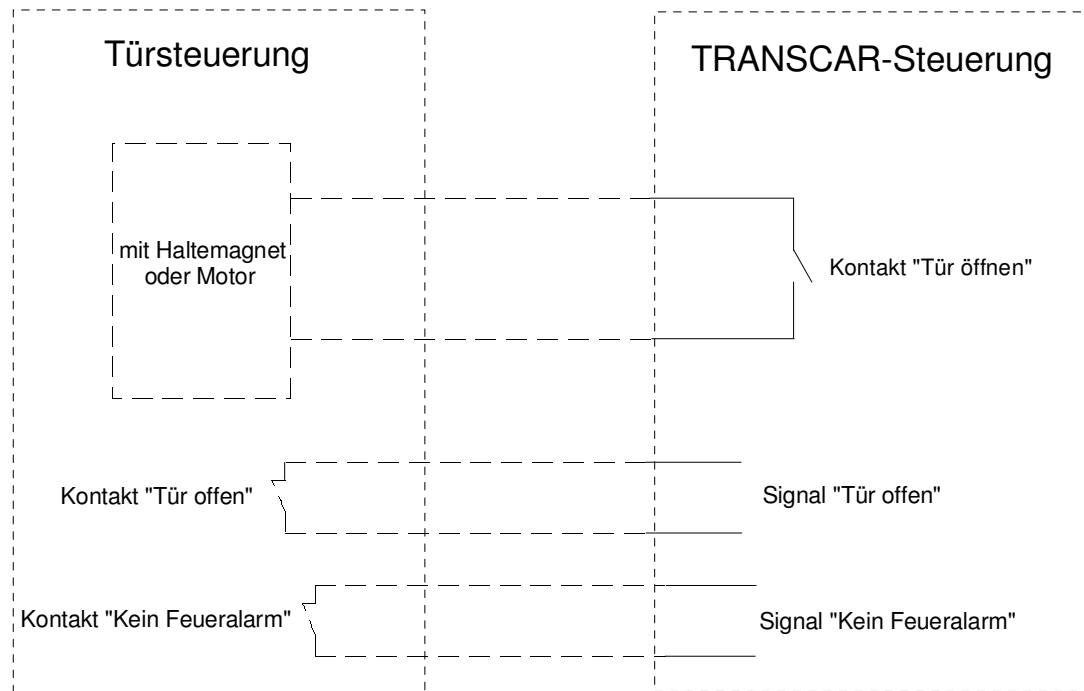 Türsteuerung
TRANSCAR-Steuerung
mit Haltemagnet
oder Motor
Kontakt "Tür öffnen"
Kontakt "Tür offen"
Signal "Tür offen"
Kontakt "Kein Feueralarm"
Signal "Kein Feueralarm"